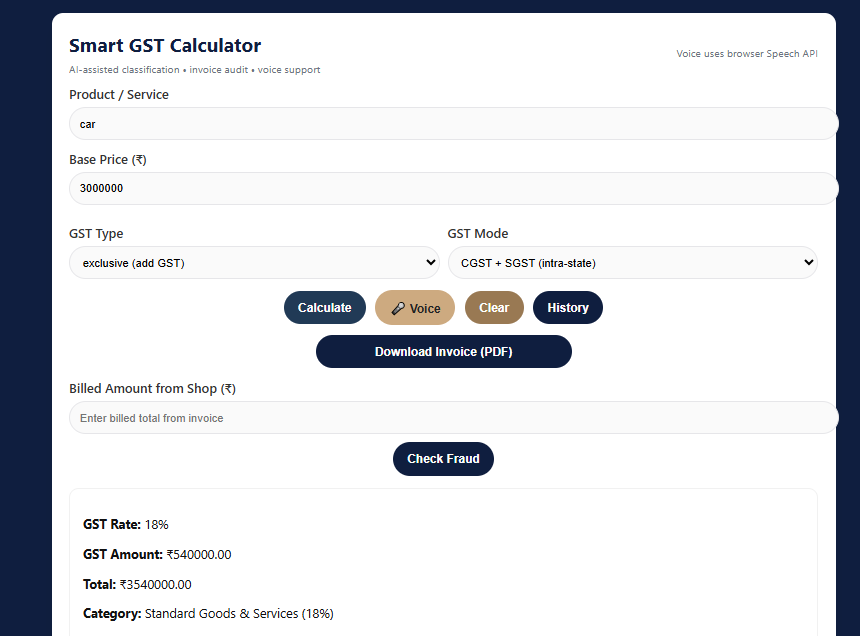 Smart GST Calculator
AI-assisted classification • invoice audit • voice support
Voice uses browser Speech API
Product / Service
car
Base Price (₹)
3000000
GST Type
GST Mode
exclusive (add GST)
CGST + SGST (intra-state)
Calculate
🎤 Voice
Clear
History
Download Invoice (PDF)
Billed Amount from Shop (₹)
Enter billed total from invoice
Check Fraud
GST Rate: 18%
GST Amount: ₹540000.00
Total: ₹3540000.00
Category: Standard Goods & Services (18%)